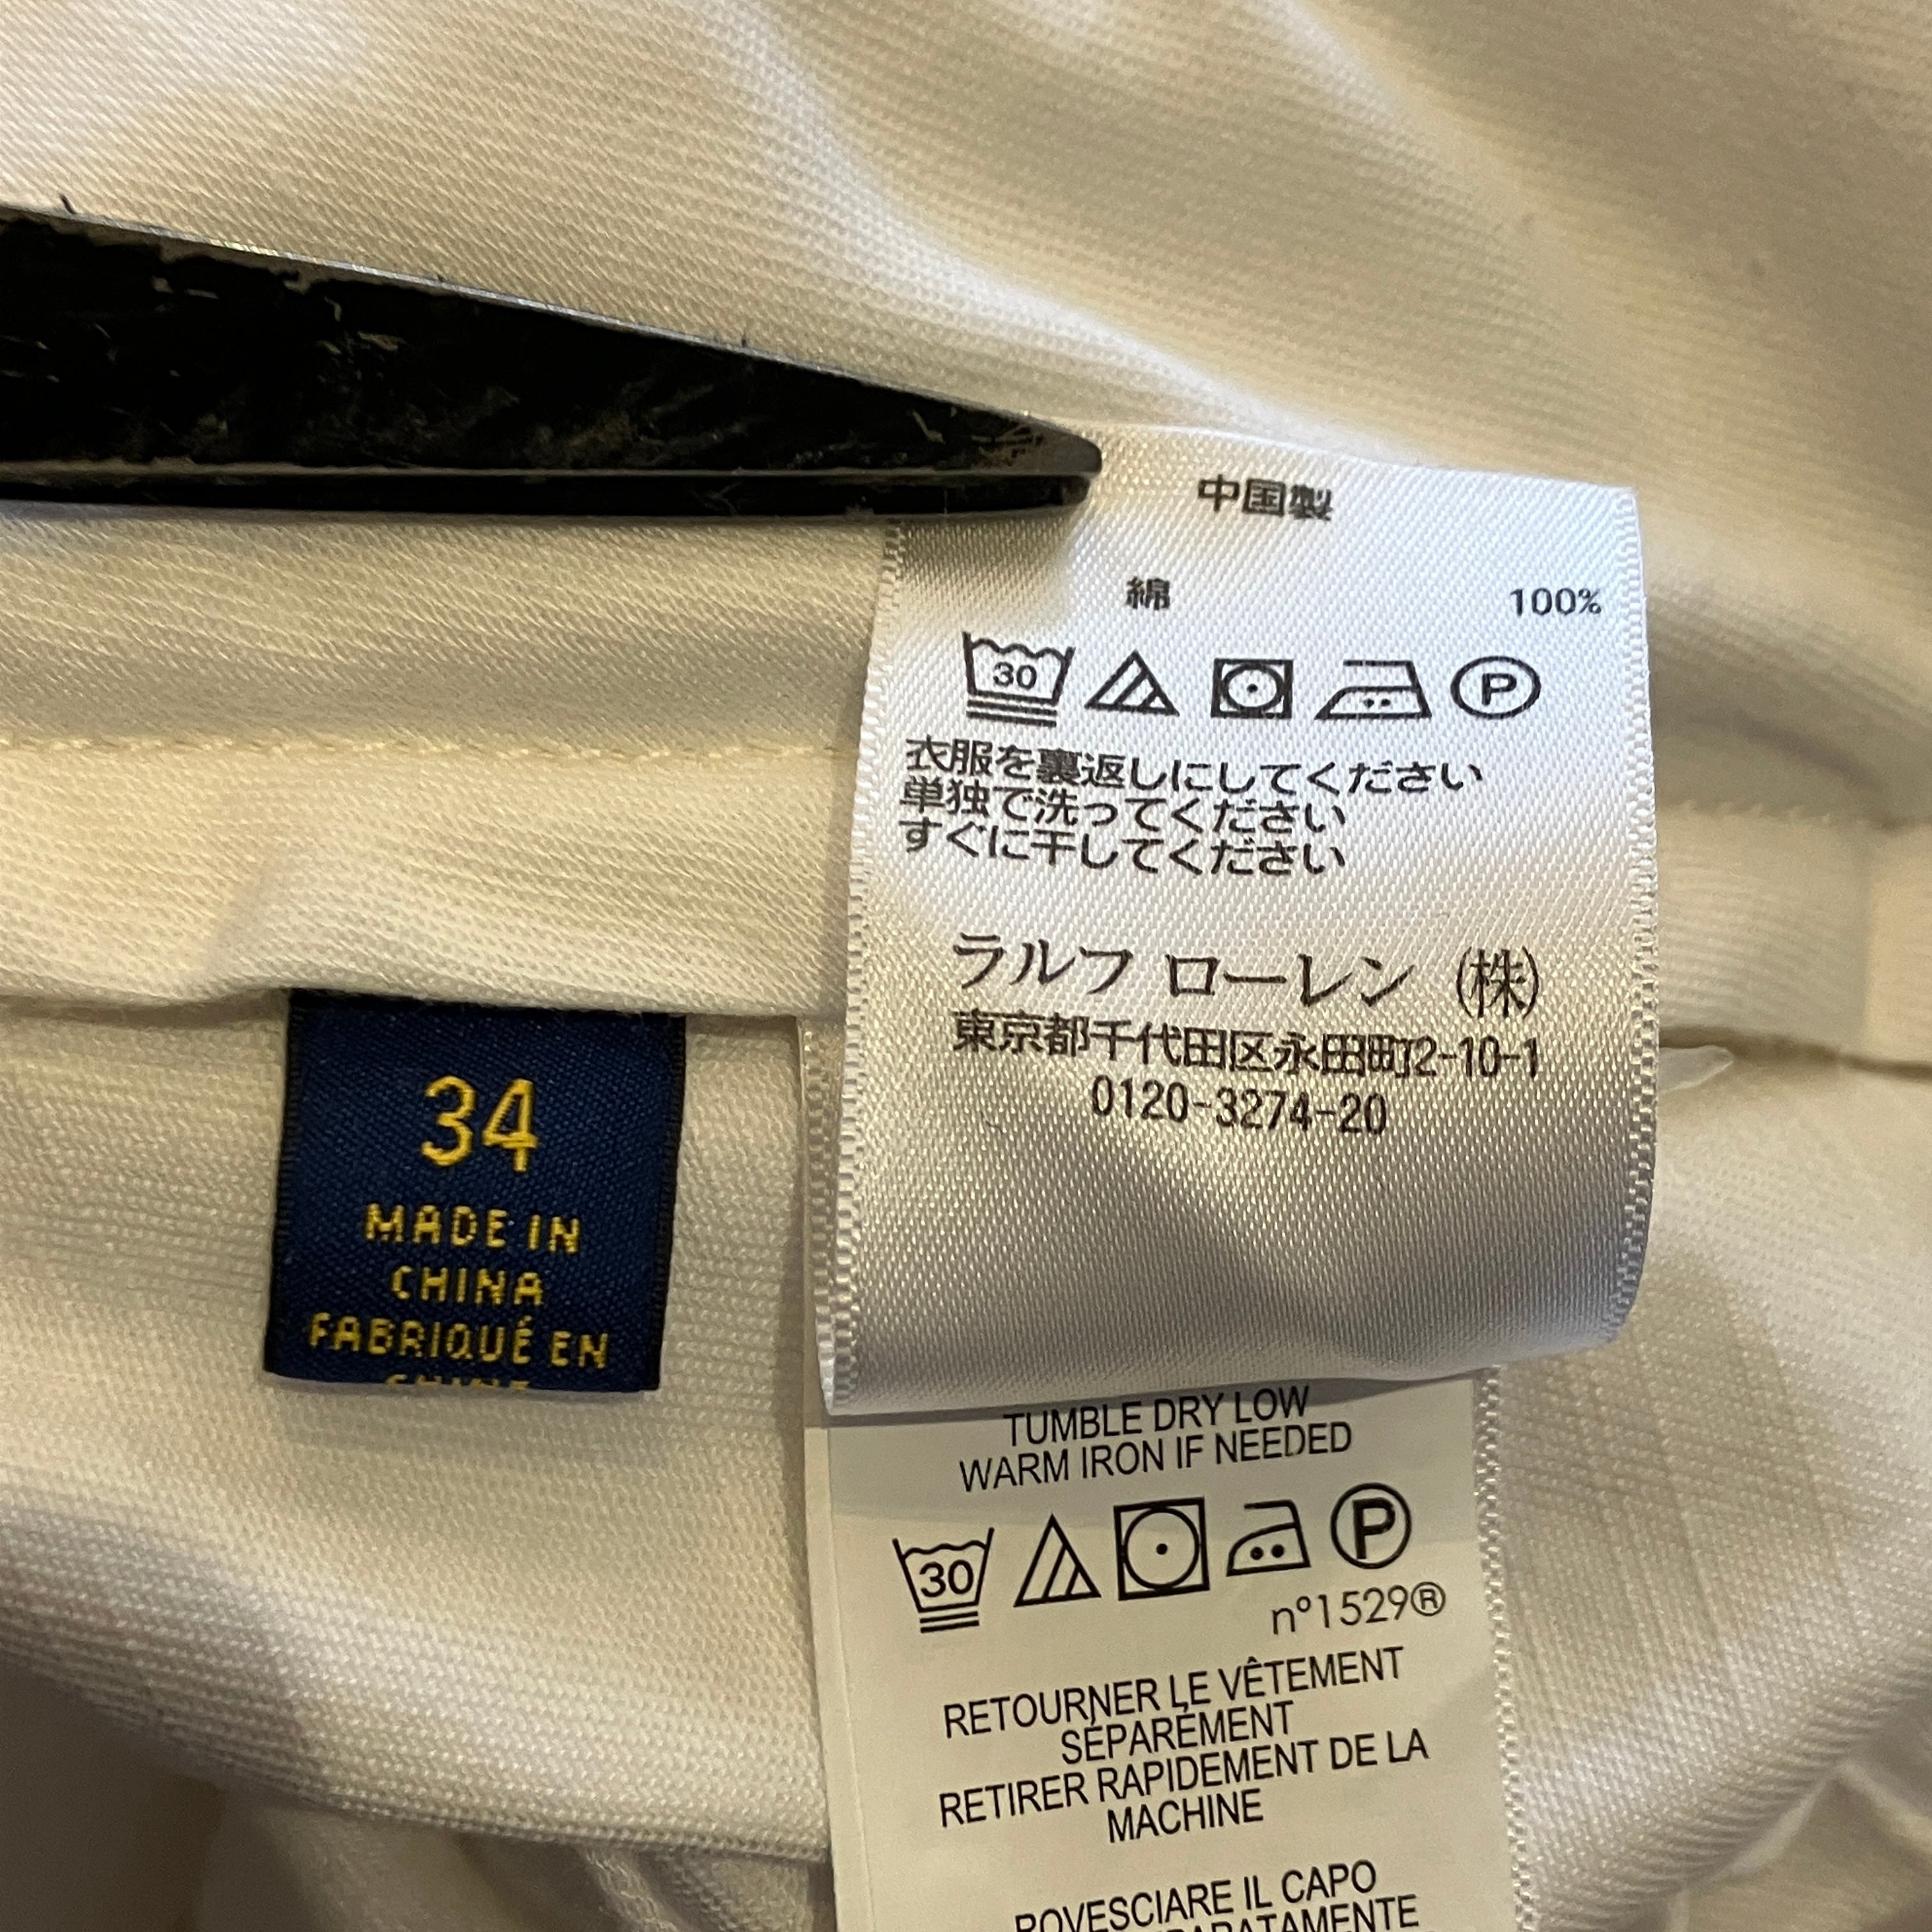 中国製
綿 100%
30 P
衣服を裏返しにしてください
単独で洗ってください
すぐに干してください
ラルフ ローレン (株)
東京都千代田区永田町2-10-1
0120-3274-20
34
MADE IN
CHINA
FABRIQUÉ EN
TUMBLE DRY LOW
WARM IRON IF NEEDED
30 P
nº1529®
RETOURNER LE VÊTEMENT
SÉPARÉMENT
RETIRER RAPIDEMENT DE LA
MACHINE
ROVESCIARE IL CAPO